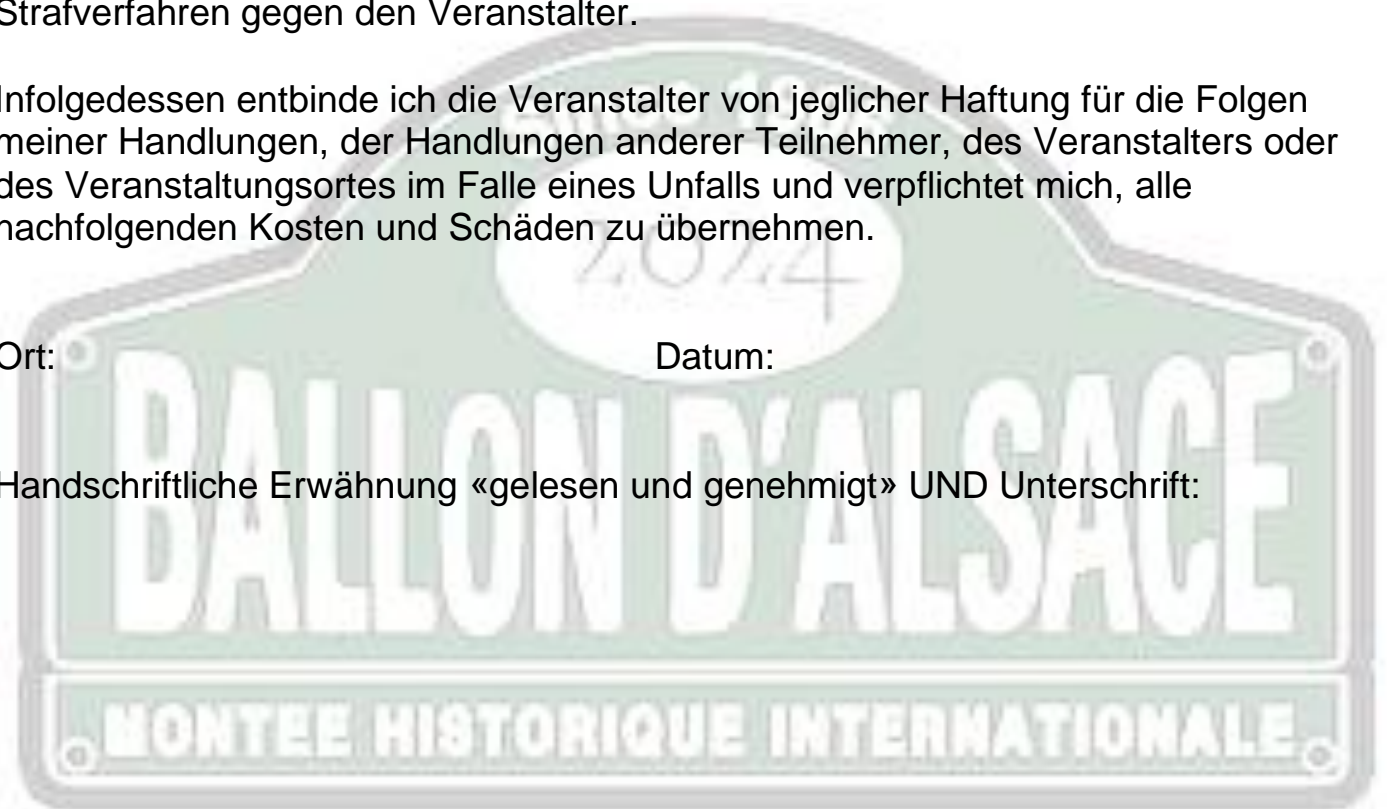 Strafverfahren gegen den Veranstalter.
Infolgedessen entbinde ich die Veranstalter von jeglicher Haftung für die Folgen
meiner Handlungen, der Handlungen anderer Teilnehmer, des Veranstalters oder
des Veranstaltungsortes im Falle eines Unfalls und verpflichtet mich, alle
nachfolgenden Kosten und Schäden zu übernehmen.
2024
Ort: Datum:
BALLON D'ALSACE
Handschriftliche Erwähnung «gelesen und genehmigt» UND Unterschrift:
MONTEE HISTORIQUE INTERNATIONALE